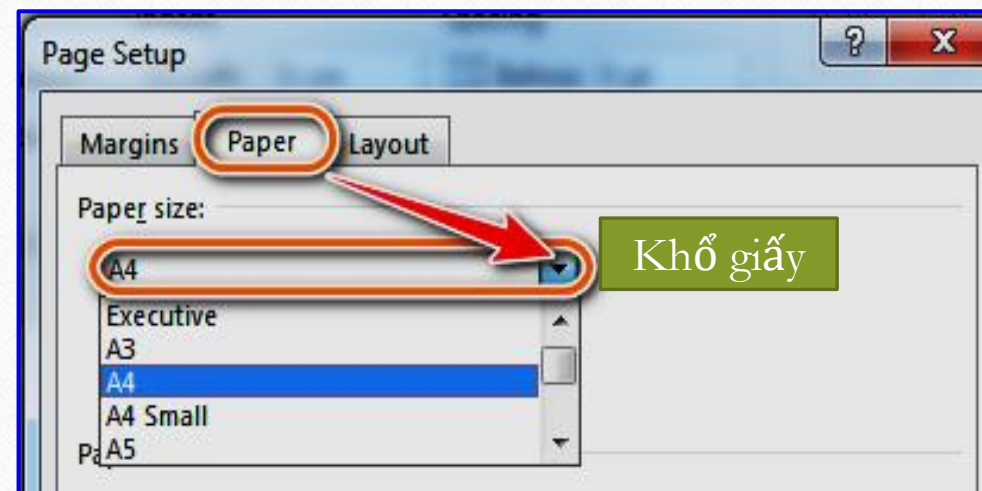 Page Setup
Margins Paper Layout
Paper size:
A4
Khổ giấy
Executive
A3
A4
A4 Small
A5